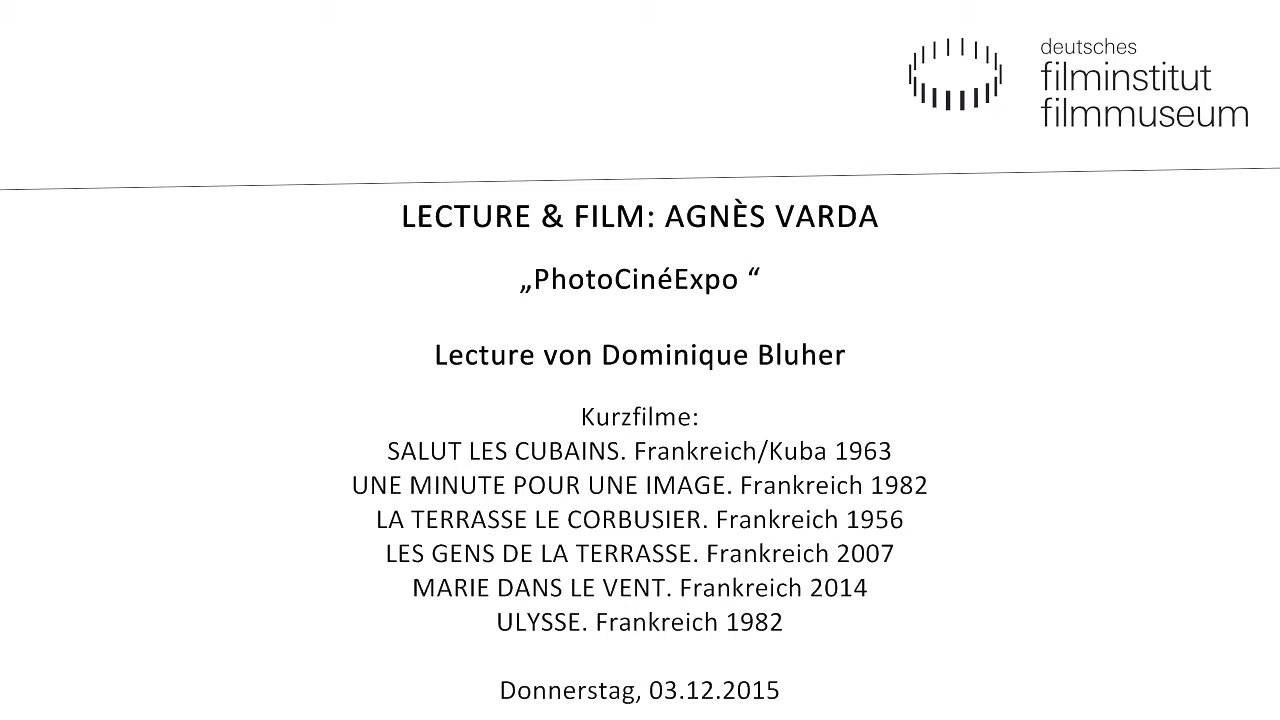 deutsches
filminstitut
filmmuseum
LECTURE & FILM: AGNÈS VARDA
„PhotoCinéExpo “
Lecture von Dominique Bluher
Kurzfilme:
SALUT LES CUBAINS. Frankreich/Kuba 1963
UNE MINUTE POUR UNE IMAGE. Frankreich 1982
LA TERRASSE LE CORBUSIER. Frankreich 1956
LES GENS DE LA TERRASSE. Frankreich 2007
MARIE DANS LE VENT. Frankreich 2014
ULYSSE. Frankreich 1982
Donnerstag, 03.12.2015